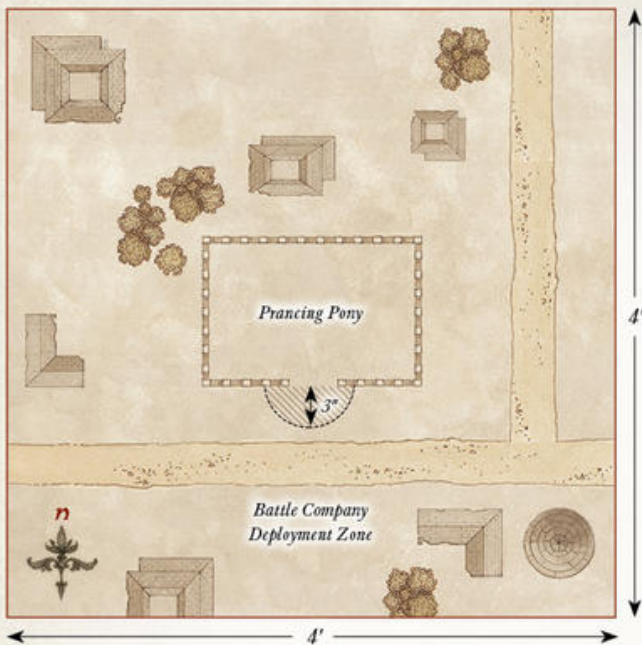 Prancing Pony
4'
3"
Battle Company
Deployment Zone
n
4'